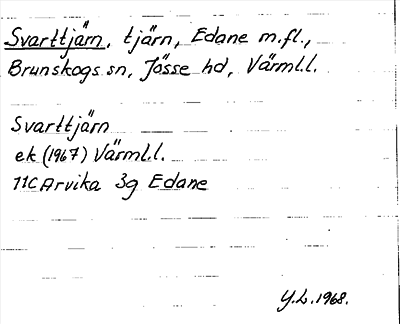 Svarttjärn, tjärn, Edane m.fl.,
Brunskogs sn, Jösse hd, Värml.l.
Svarttjärn
ek (1967) Värml.l.
11C Arvika 3g Edane
Y.L. 1968.